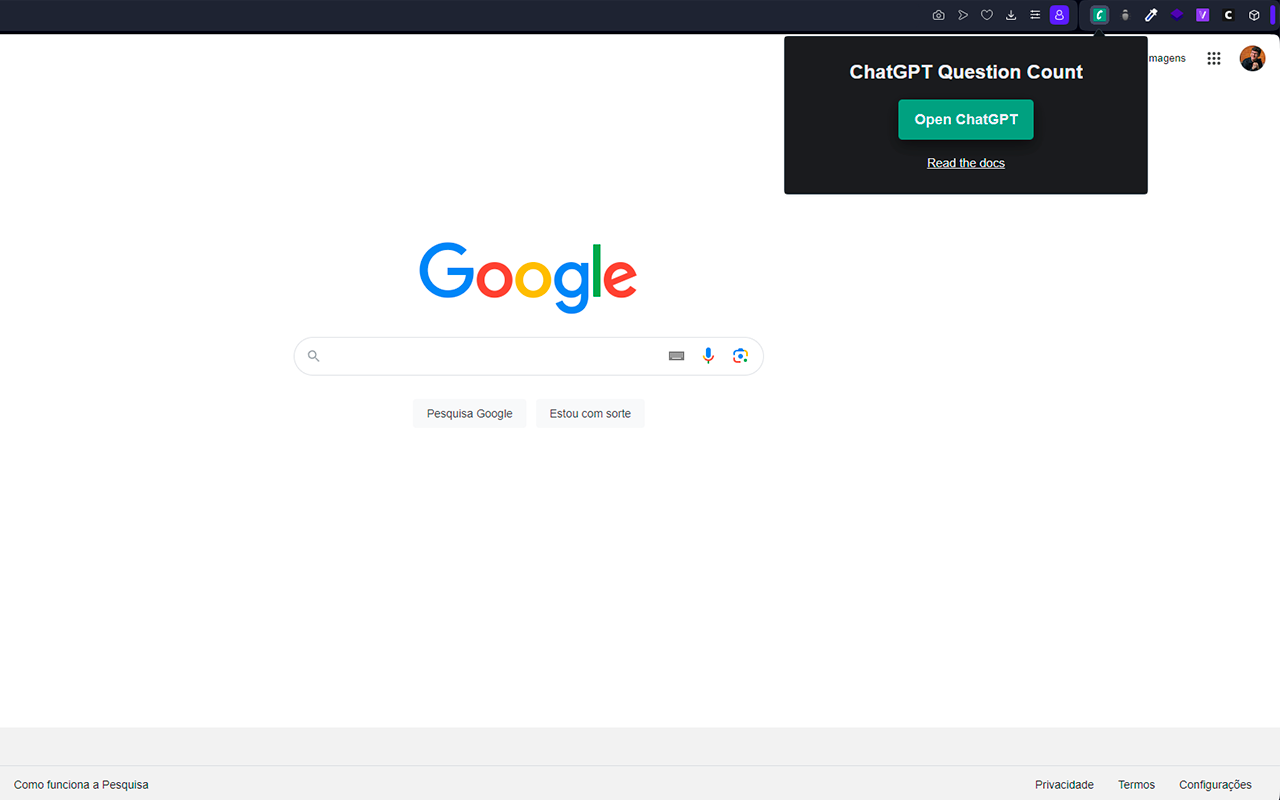 ChatGPT Question Count
Open ChatGPT
Read the docs
magens
Google
Pesquisa Google
Estou com sorte
Como funciona a Pesquisa
Privacidade
Termos
Configurações